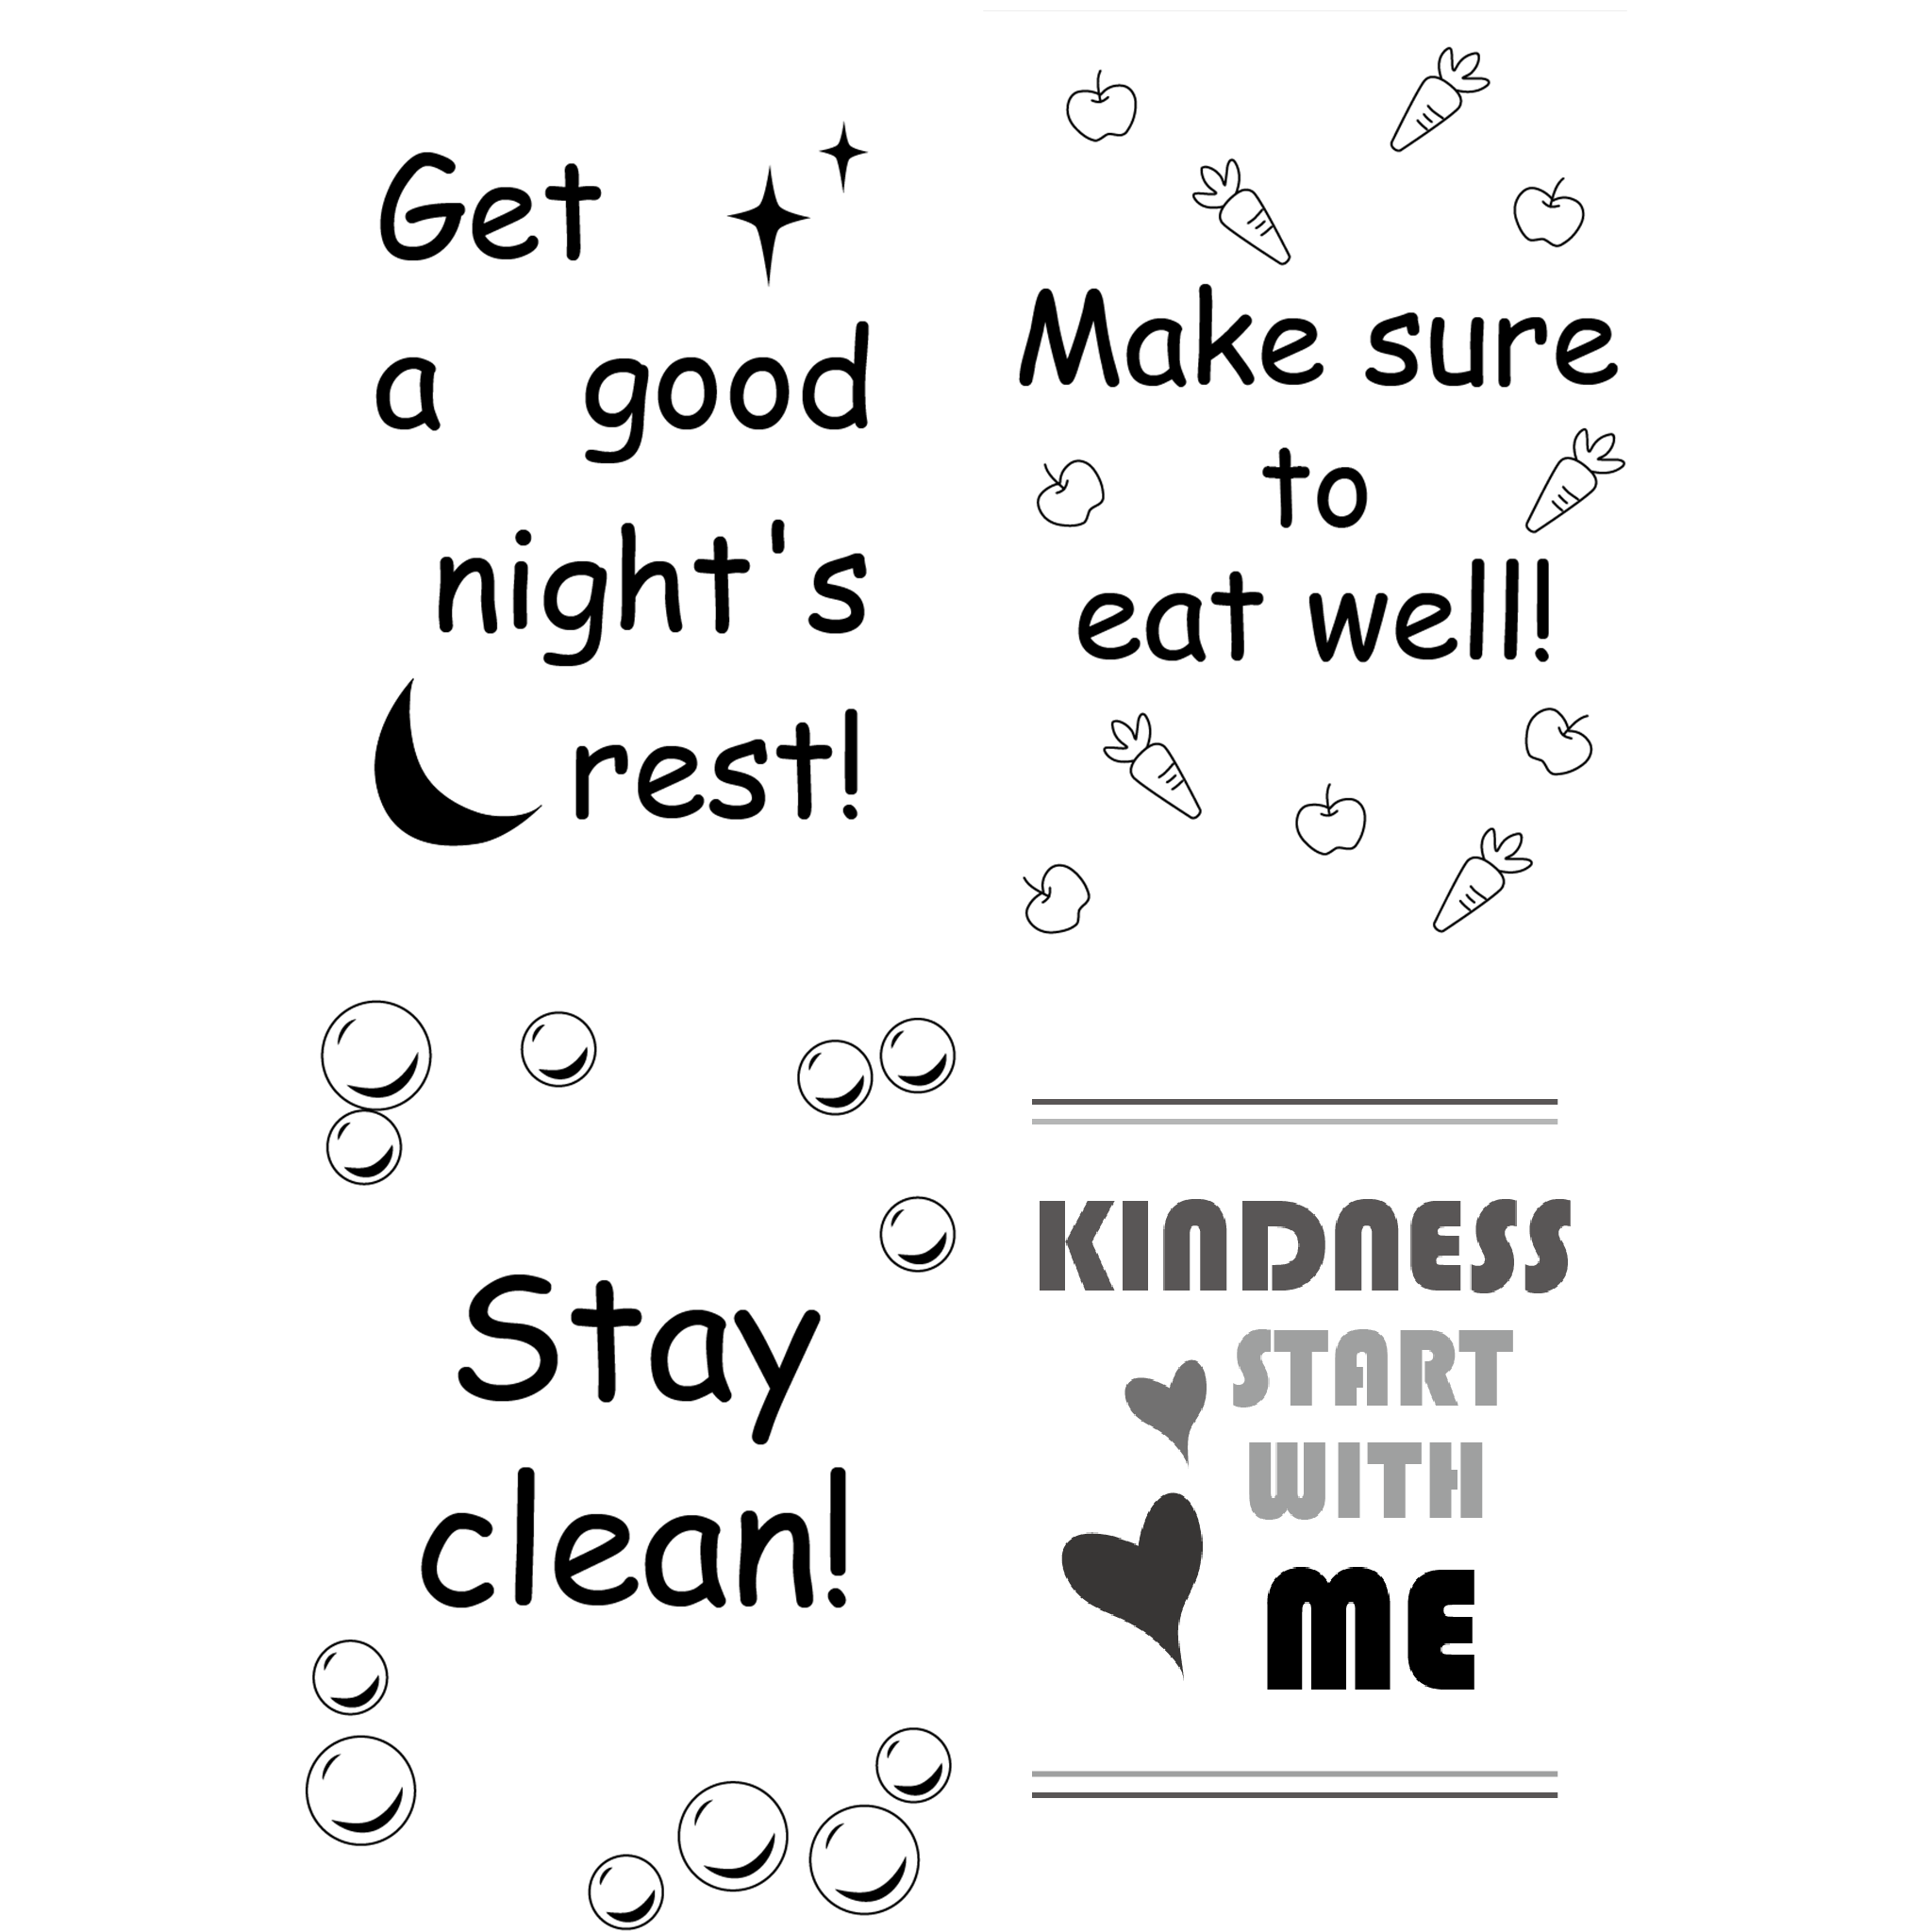 Get
a good
night's
rest!
Make sure
to
eat well!
Stay
clean!
KINDNESS
START
WITH
ME